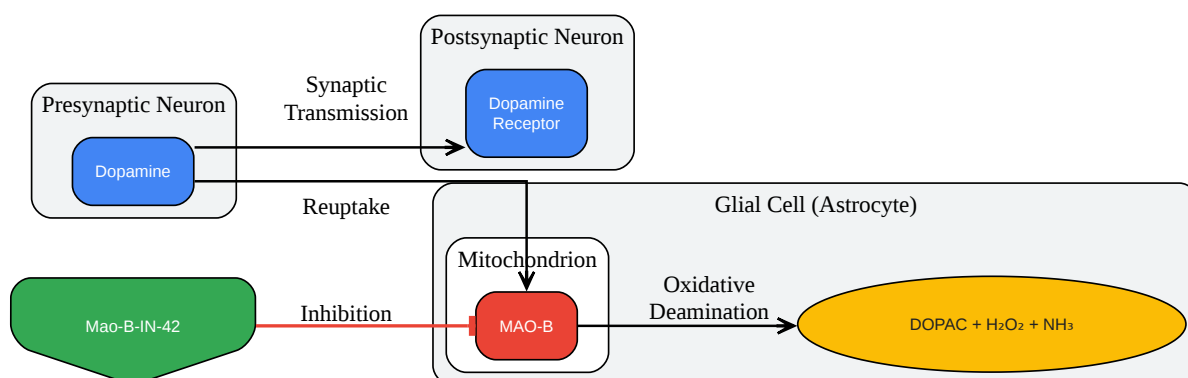 Postsynaptic Neuron
Synaptic
Transmission
Dopamine
Receptor
Presynaptic Neuron
Dopamine
Reuptake
Glial Cell (Astrocyte)
Mitochondrion
Oxidative
Deamination
Mao-B-IN-42
Inhibition
MAO-B
DOPAC + H₂O₂ + NH₃